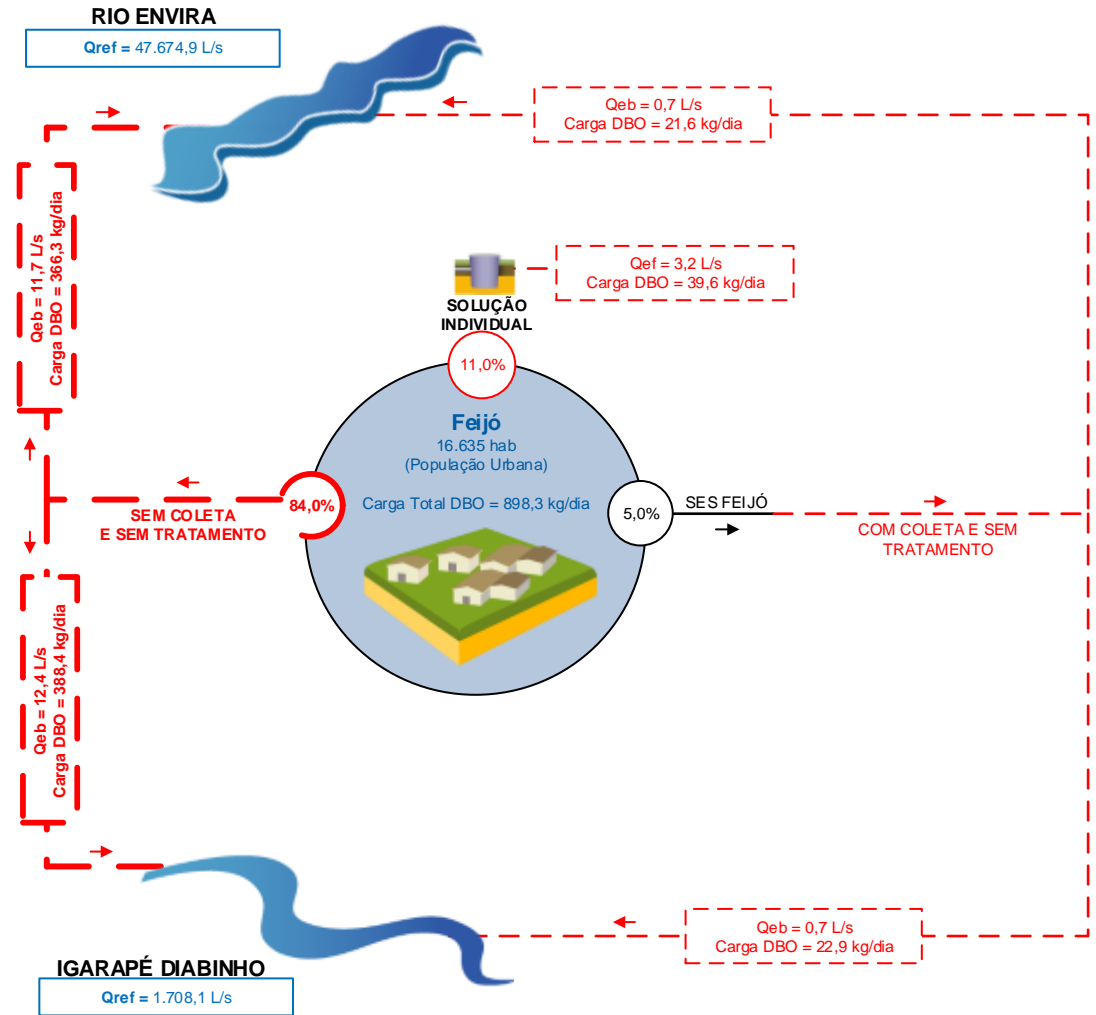 RIO ENVIRA
Qref = 47.674,9 L/s
Qeb = 0,7 L/s
Carga DBO = 21,6 kg/dia
Qeb = 11,7 L/s
Carga DBO = 366,3 kg/dia
Qef = 3,2 L/s
Carga DBO = 39,6 kg/dia
SOLUÇÃO
INDIVIDUAL
11,0%
Feijó
16.635 hab
(População Urbana)
Carga Total DBO = 898,3 kg/dia
84,0%
SEM COLETA
E SEM TRATAMENTO
5,0%
SES FEIJÓ
COM COLETA E SEM
TRATAMENTO
Qeb = 12,4 L/s
Carga DBO = 388,4 kg/dia
Qeb = 0,7 L/s
Carga DBO = 22,9 kg/dia
IGARAPÉ DIABINHO
Qref = 1.708,1 L/s